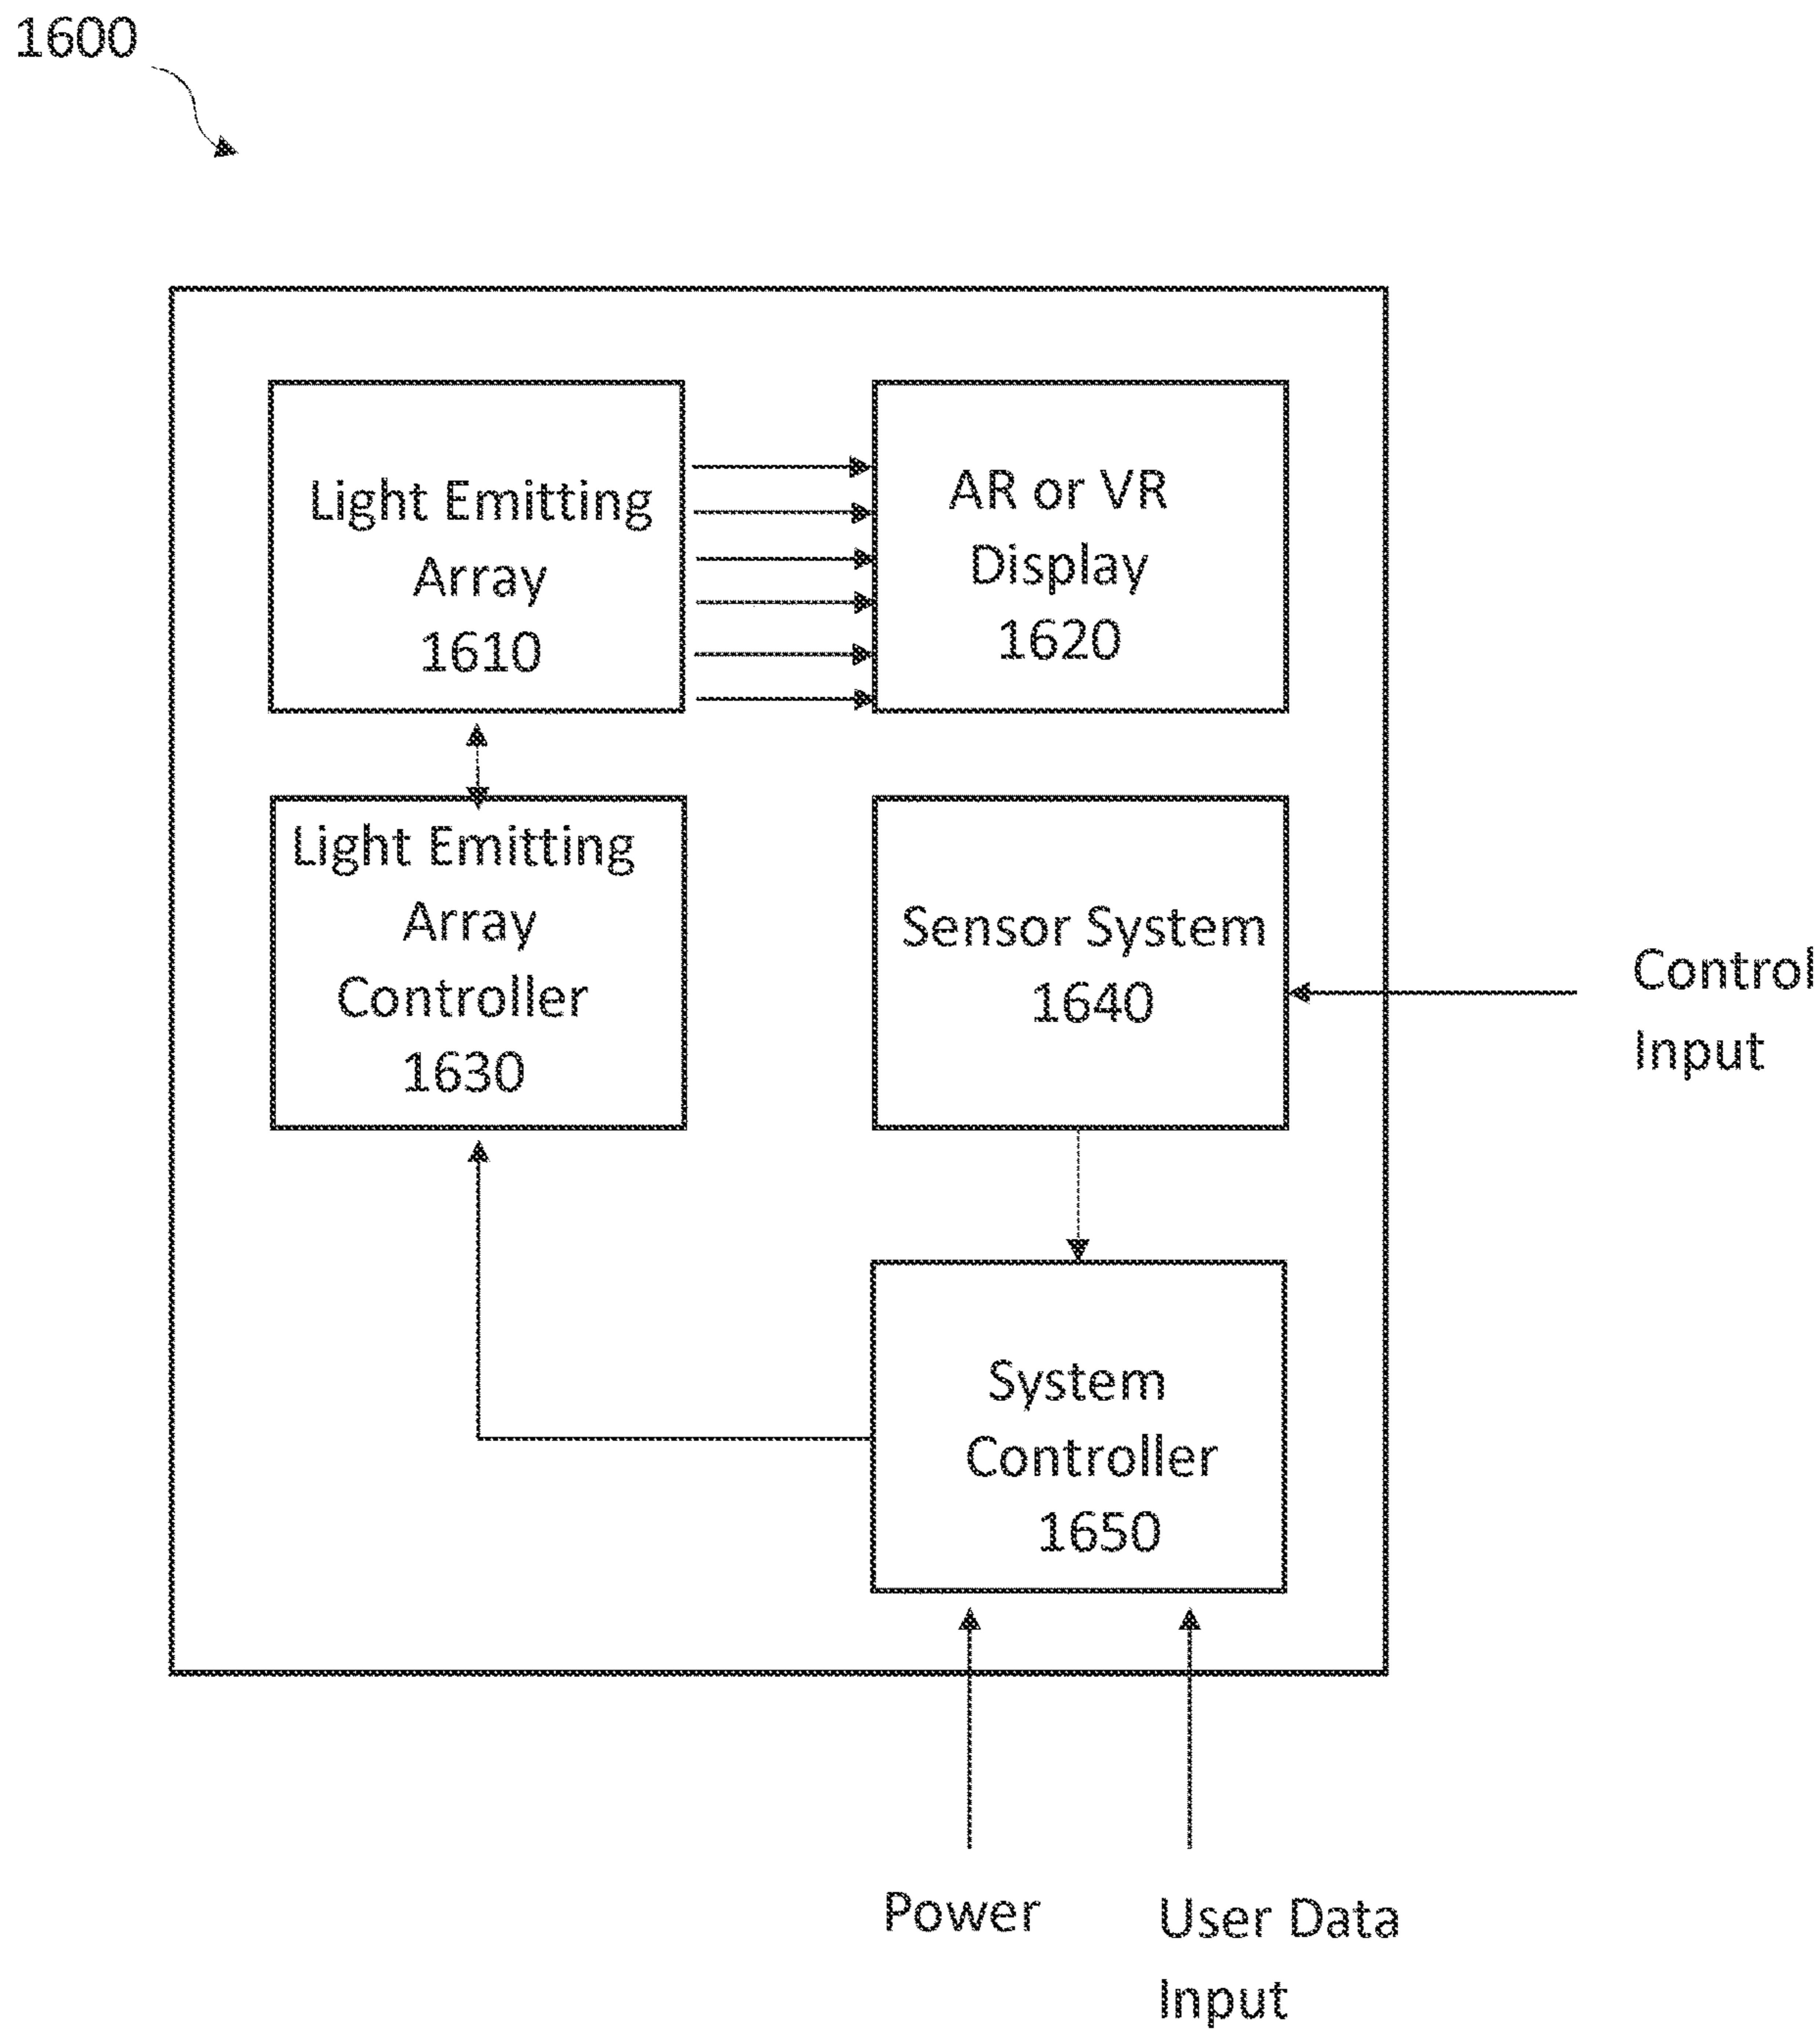 1600
Light Emitting
Array
1610
AR or VR
Display
1620
Light Emitting
Array
Controller
1630
Sensor System
1640
Control
Input
System
Controller
1650
Power
User Data
Input